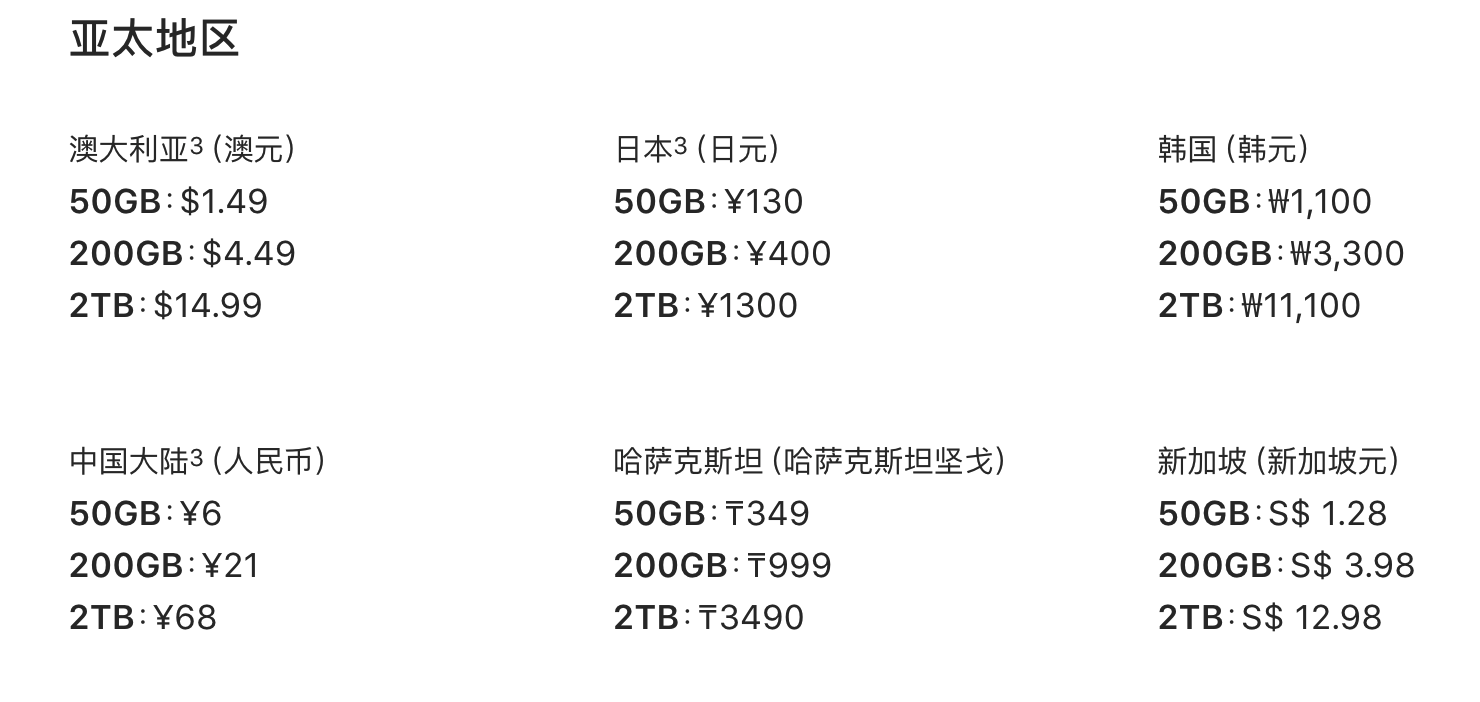 亚太地区
澳大利亚³ (澳元)
50GB:$1.49
200GB:$4.49
2TB:$14.99
日本³ (日元)
50GB:¥130
200GB:¥400
2TB:¥1300
韩国 (韩元)
50GB:₩1,100
200GB:₩3,300
2TB:₩11,100
中国大陆³ (人民币)
50GB:¥6
200GB:¥21
2TB:¥68
哈萨克斯坦 (哈萨克斯坦坚戈)
50GB:₸349
200GB:₸999
2TB:₸3490
新加坡 (新加坡元)
50GB:S$ 1.28
200GB:S$ 3.98
2TB:S$ 12.98